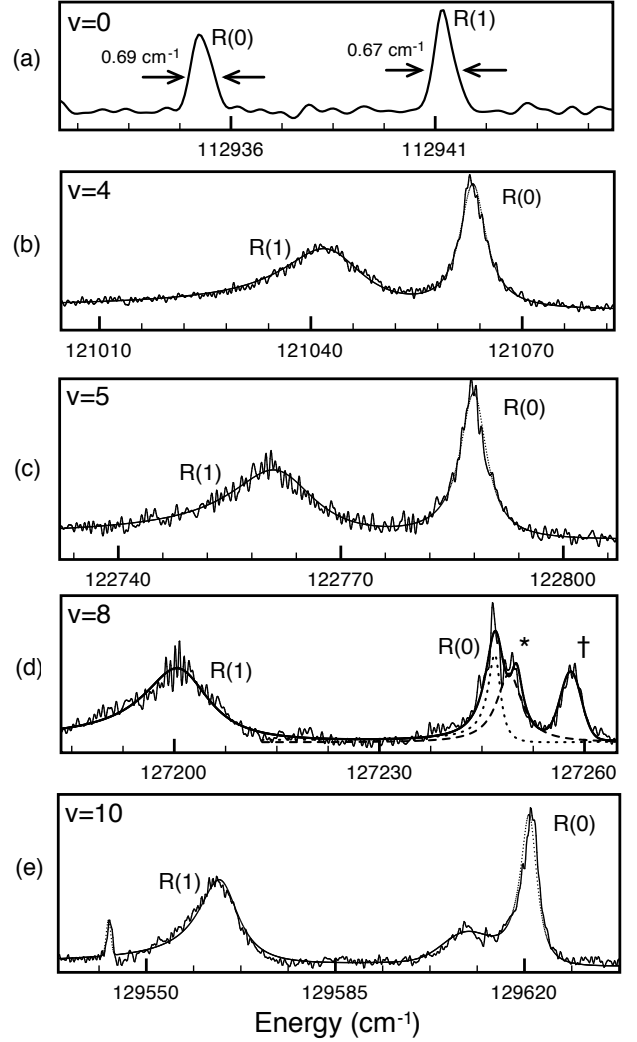 (a)
v=0
R(0)
R(1)
0.69 cm⁻¹
0.67 cm⁻¹
112936
112941
(b)
v=4
R(1)
R(0)
121010
121040
121070
(c)
v=5
R(1)
R(0)
122740
122770
122800
(d)
v=8
R(1)
R(0)
*
†
127200
127230
127260
(e)
v=10
R(1)
R(0)
129550
129585
129620
Energy (cm⁻¹)